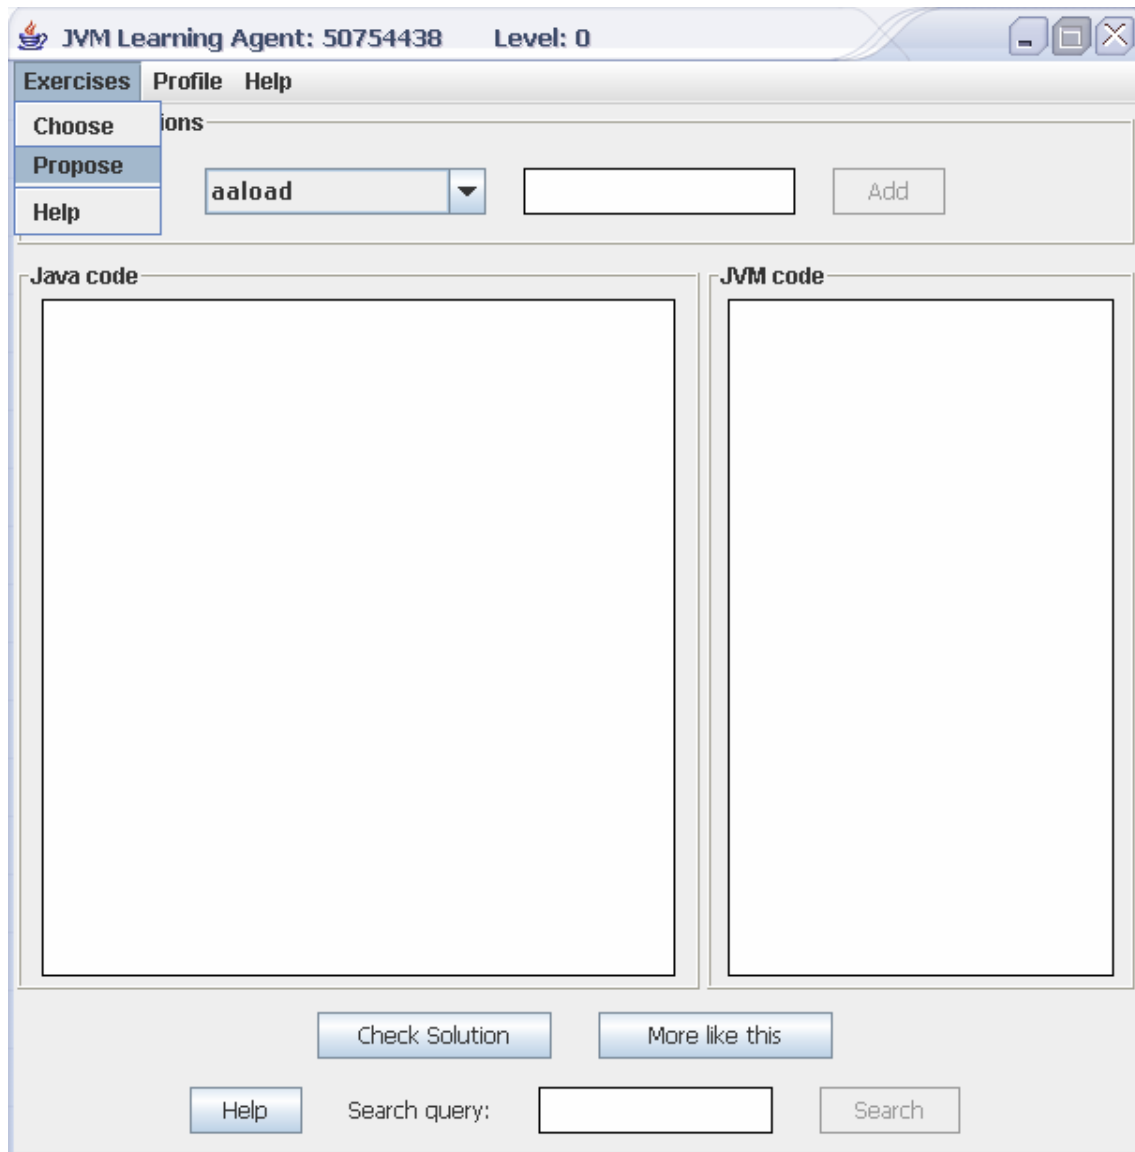 JVM Learning Agent: 50754438 Level: 0
Exercises Profile Help
Choose
ions
Propose
aaload
Add
Help
Java code
JVM code
Check Solution
More like this
Help
Search query:
Search